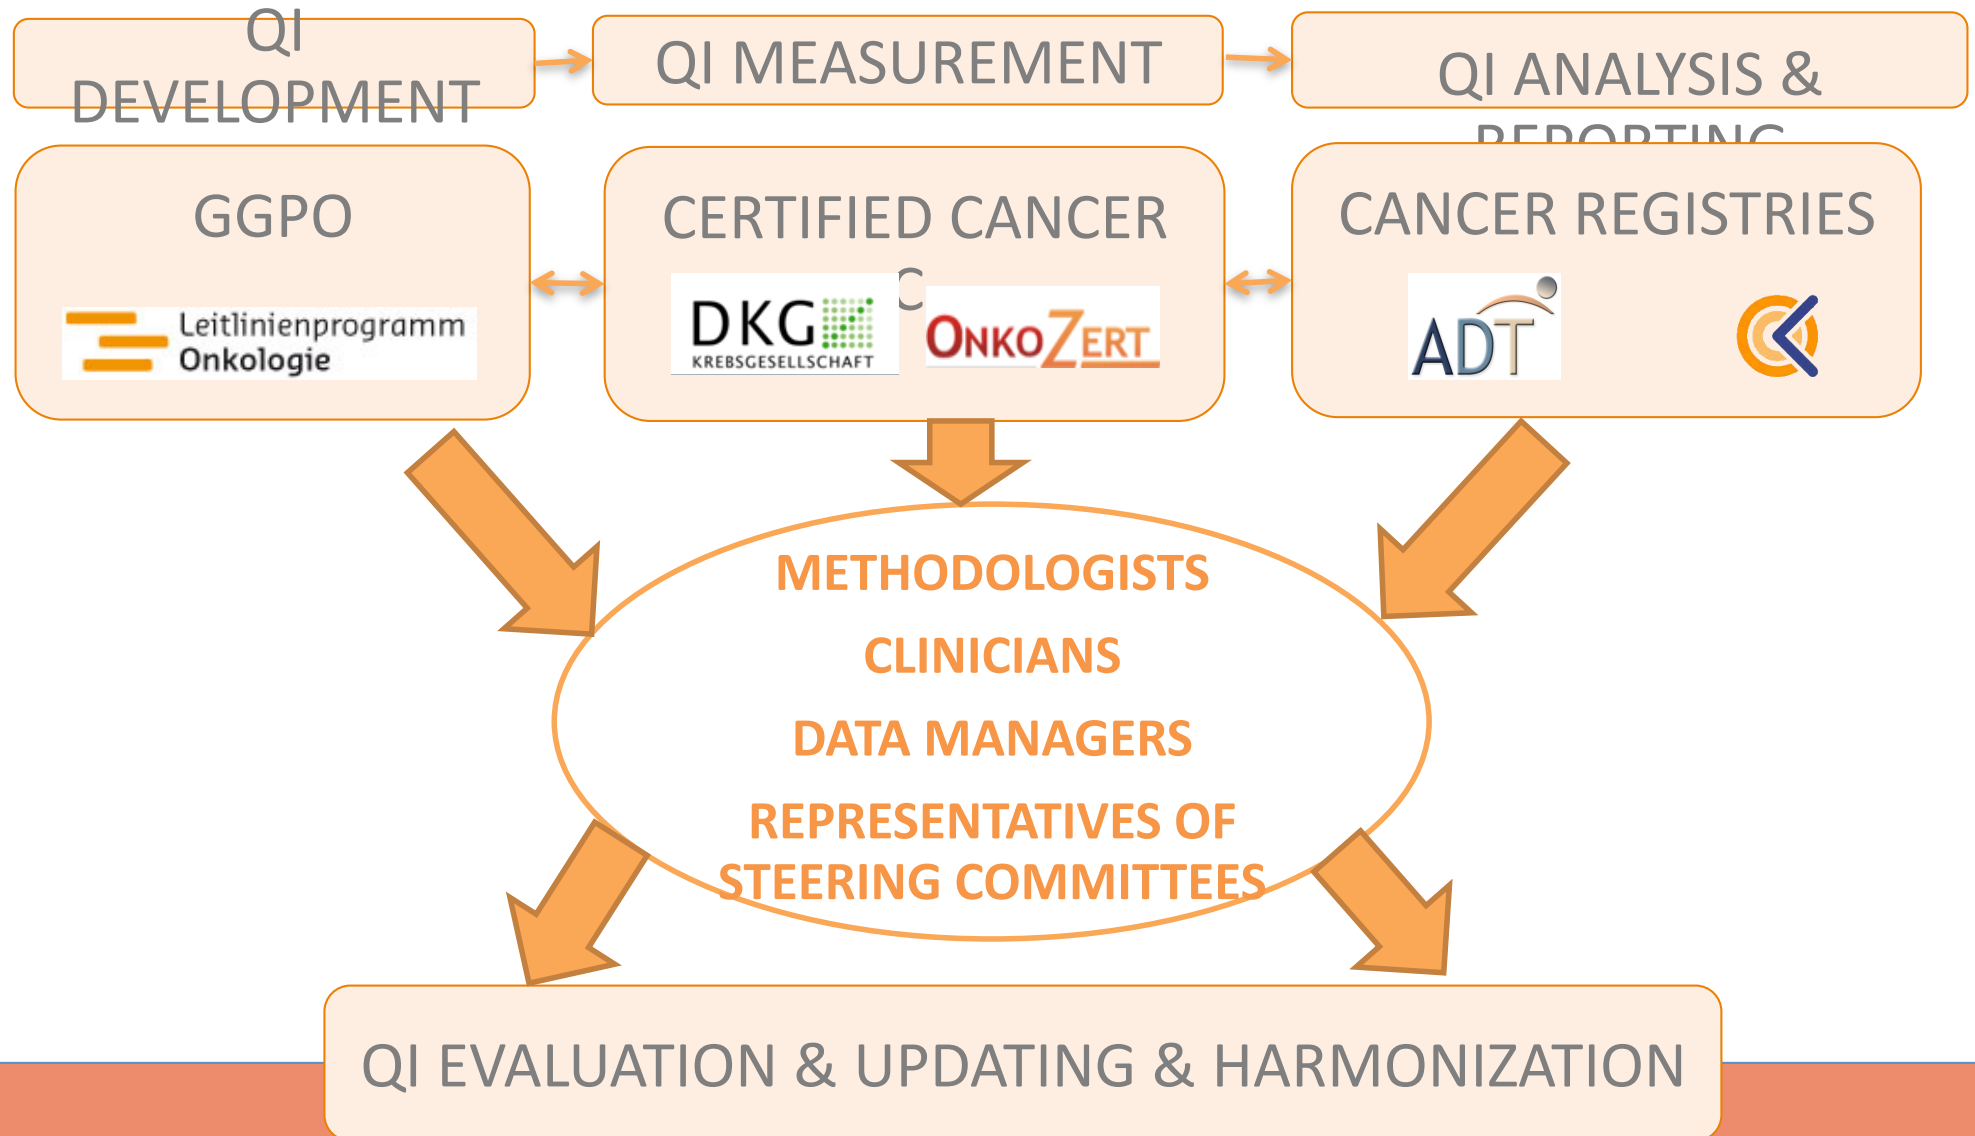 QI
DEVELOPMENT
QI MEASUREMENT
QI ANALYSIS &
REPORTING
GGPO
Leitlinienprogramm
Onkologie
CERTIFIED CANCER
C
DKG
KREBSGESELLSCHAFT
ONKOZERT
CANCER REGISTRIES
ADT
METHODOLOGISTS
CLINICIANS
DATA MANAGERS
REPRESENTATIVES OF
STEERING COMMITTEES
QI EVALUATION & UPDATING & HARMONIZATION